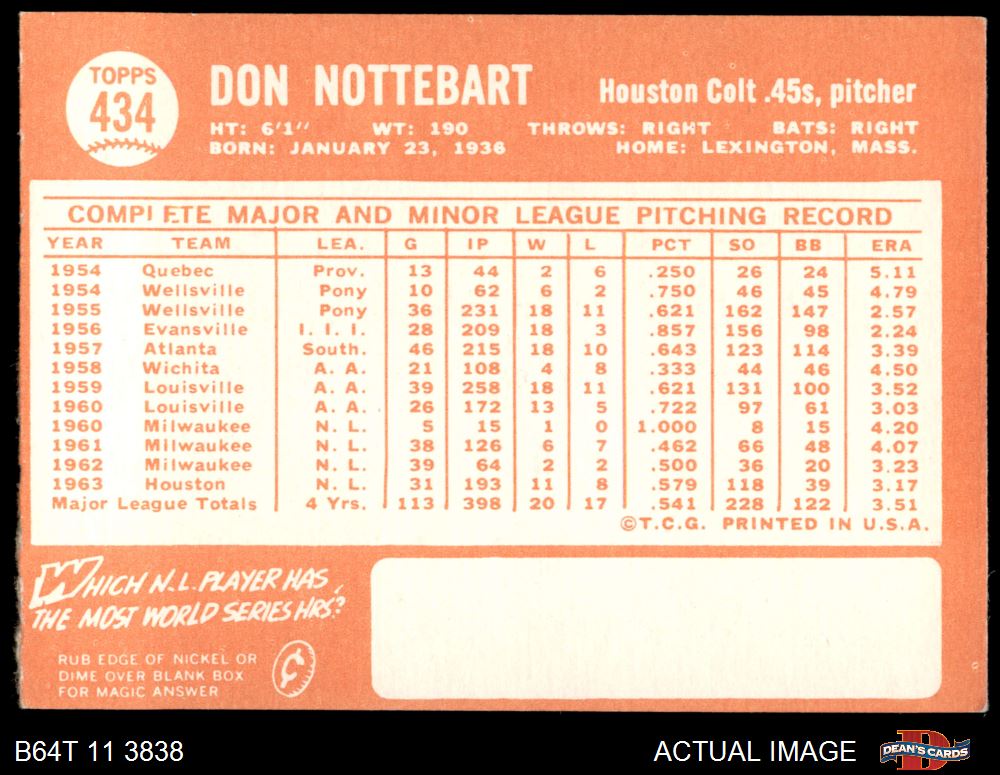 TOPPS
434
DON NOTTEBART
Houston Colt .45s, pitcher
HT: 6'1" WT: 190 THROWS: RIGHT BATS: RIGHT
BORN: JANUARY 23, 1936 HOME: LEXINGTON, MASS.
COMPLETE MAJOR AND MINOR LEAGUE PITCHING RECORD
YEAR TEAM LEA. G IP W L PCT SO BB ERA
1954 Quebec Prov. 13 44 2 6 .250 26 24 5.11
1954 Wellsville Pony 10 62 6 2 .750 46 45 4.79
1955 Wellsville Pony 36 231 18 11 .621 162 147 2.57
1956 Evansville I. I. I. 28 209 18 3 .857 156 98 2.24
1957 Atlanta South. 46 215 18 10 .643 123 114 3.39
1958 Wichita A. A. 21 108 4 8 .333 44 46 4.50
1959 Louisville A. A. 39 258 18 11 .621 131 100 3.52
1960 Louisville A. A. 26 172 13 5 .722 97 61 3.03
1960 Milwaukee N. L. 5 15 1 0 1.000 8 15 4.20
1961 Milwaukee N. L. 38 126 6 7 .462 66 48 4.07
1962 Milwaukee N. L. 39 64 2 2 .500 36 20 3.23
1963 Houston N. L. 31 193 11 8 .579 118 39 3.17
Major League Totals 4 Yrs. 113 398 20 17 .541 228 122 3.51
©T.C.G. PRINTED IN U.S.A.
WHICH N.L. PLAYER HAS
THE MOST WORLD SERIES HRS?
RUB EDGE OF NICKEL OR
DIME OVER BLANK BOX
FOR MAGIC ANSWER
¢
B64T 11 3838
ACTUAL IMAGE
D
DEAN'S CARDS